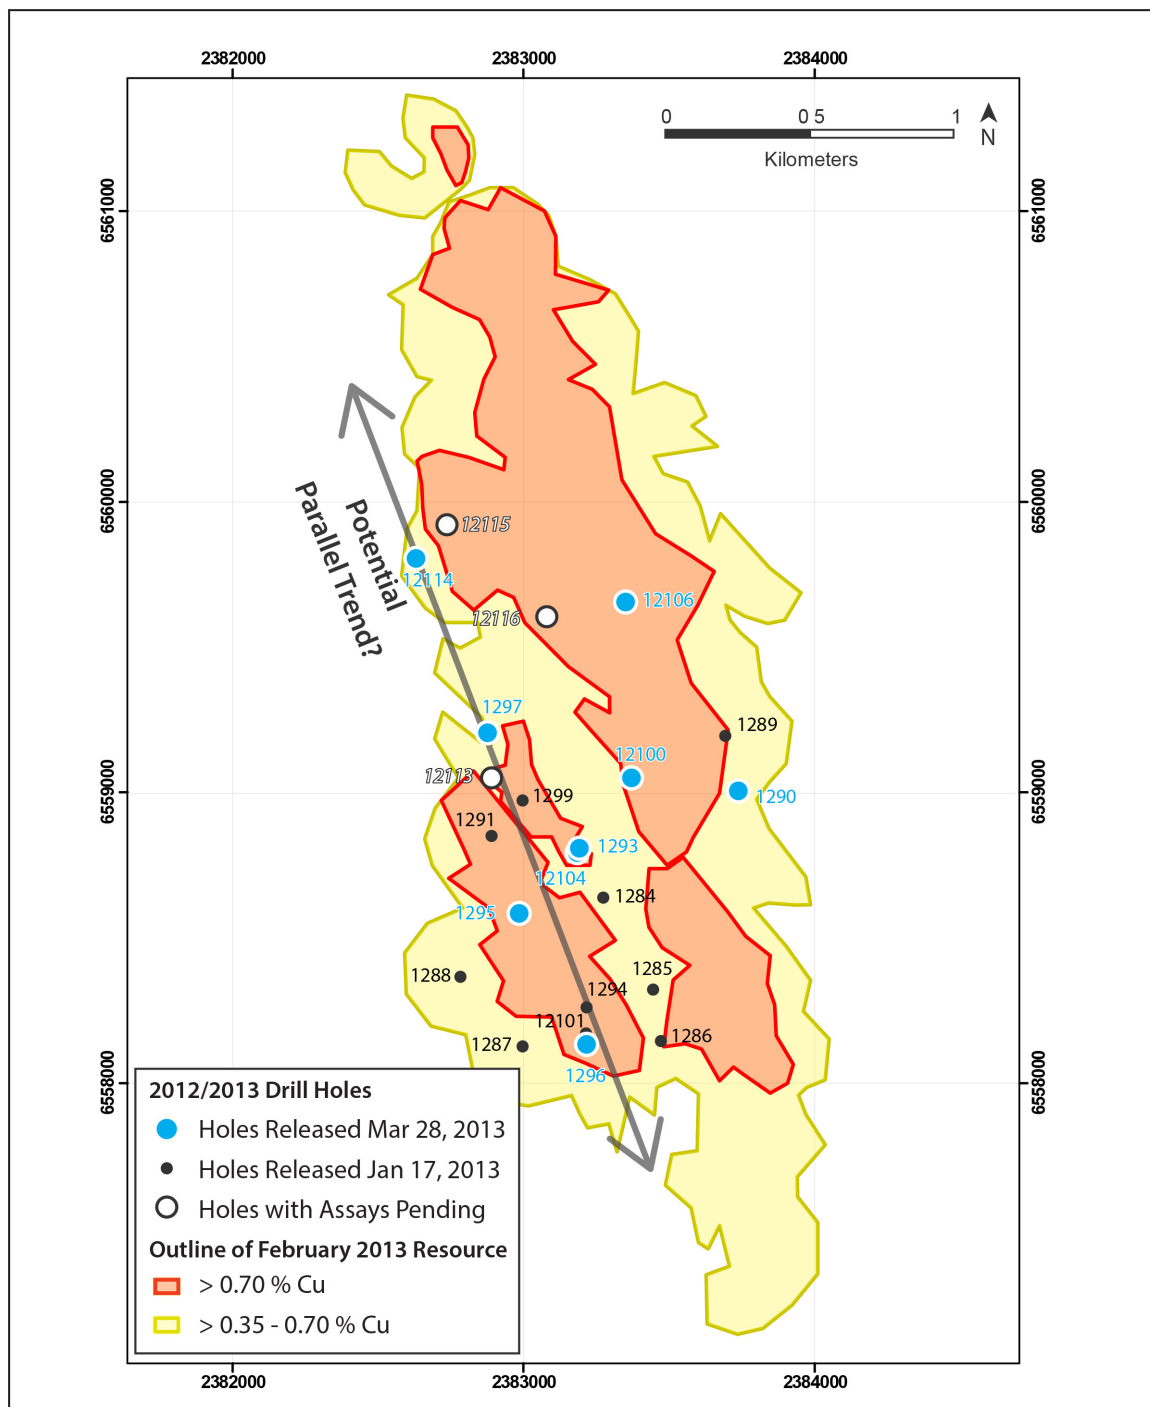 2382000 2383000 2384000
0 0 5 1
N
Kilometers
6561000 6561000
6560000 6560000
12115
12114
Potential
Parallel Trend?
12116
12106
1297
1289
12100
12113
6559000 6559000
1299
1290
1291
1293
12104
1284
1295
1285
1288
1294
12101
1286
1287
1296
6558000 6558000
2012/2013 Drill Holes
Holes Released Mar 28, 2013
Holes Released Jan 17, 2013
Holes with Assays Pending
Outline of February 2013 Resource
> 0.70 % Cu
> 0.35 - 0.70 % Cu
2382000 2383000 2384000